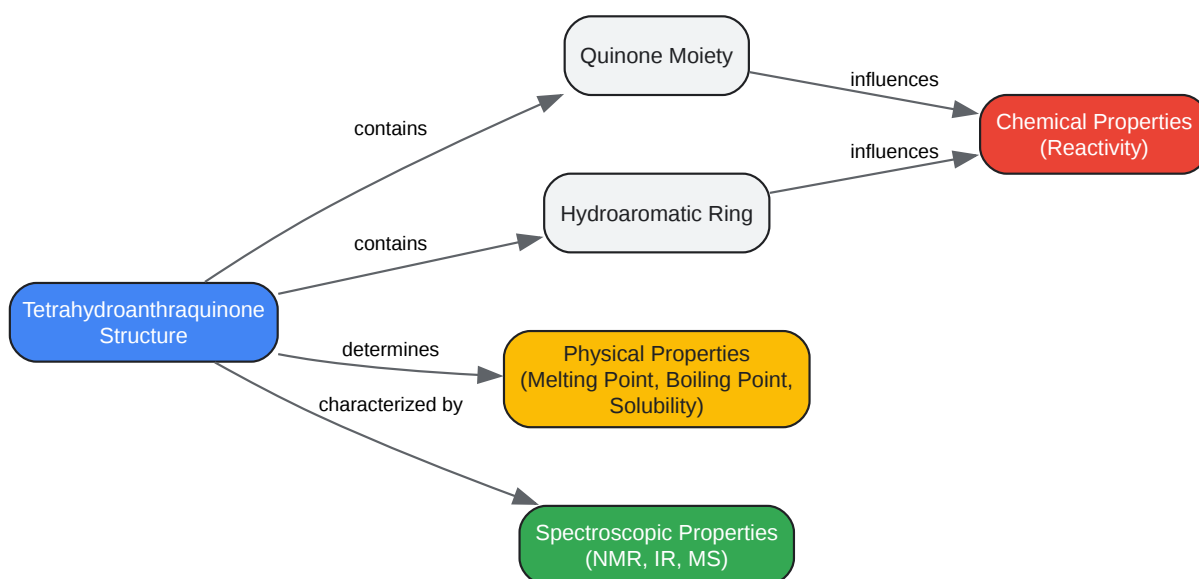 Quinone Moiety
influences
Chemical Properties
(Reactivity)
contains
influences
Hydroaromatic Ring
contains
Tetrahydroanthraquinone
Structure
determines
Physical Properties
(Melting Point, Boiling Point,
Solubility)
characterized by
Spectroscopic Properties
(NMR, IR, MS)